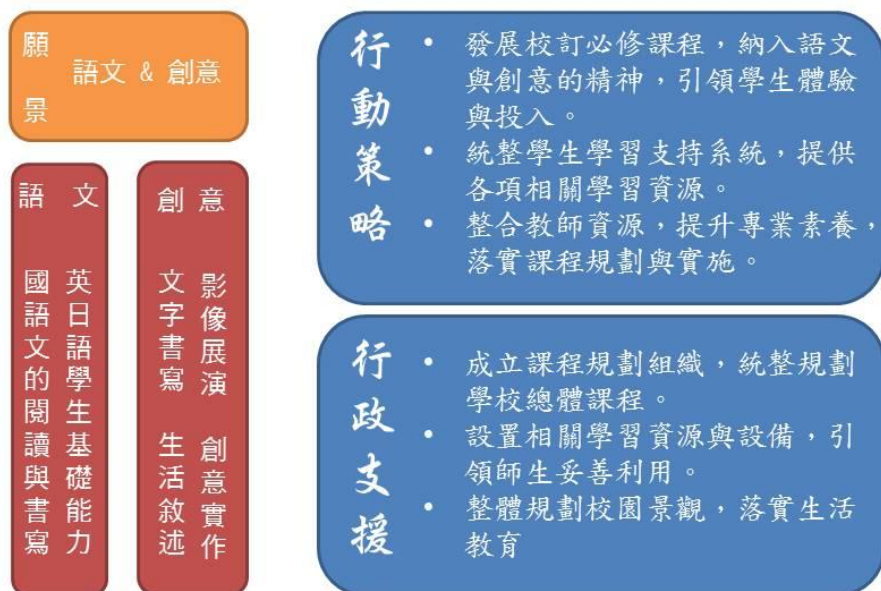 願景
語文 & 創意
語文
國語文的閱讀與書寫
英日語學生基礎能力
創意
文字書寫 生活敘述
影像展演 創意實作
行動策略
• 發展校訂必修課程，納入語文
與創意的精神，引領學生體驗
與投入。
• 統整學生學習支持系統，提供
各項相關學習資源。
• 整合教師資源，提升專業素養，
落實課程規劃與實施。
行政支援
• 成立課程規劃組織，統整規劃
學校總體課程。
• 設置相關學習資源與設備，引
領師生妥善利用。
• 整體規劃校園景觀，落實生活
教育